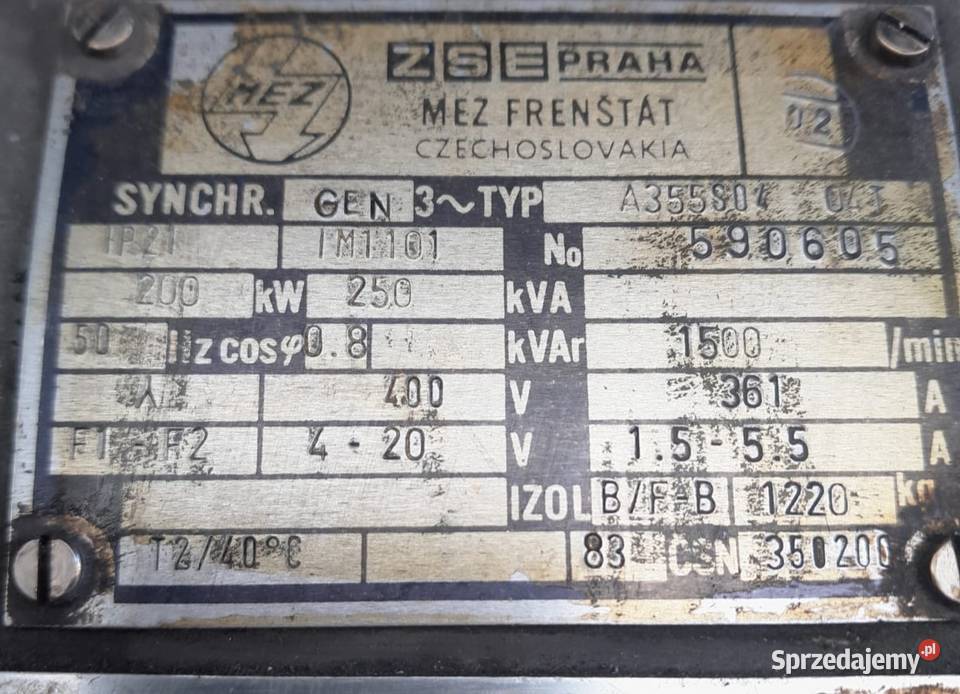 MEZ ZSE PRAHA
MEZ FRENŠTÁT
CZECHOSLOVAKIA
SYNCHR. GEN 3~ TYP A355S04 04J
IP21 IM1101 No 590605
200 kW 250 kVA
50 Hz cosφ 0.8 kVAr 1500 /min
400 V 361 A
F1-F2 4-20 V 1.5-5.5 A
IZOL B/F-B 1220 kg
T2/40°C 83 ČSN 350200
Sprzedajemy.pl